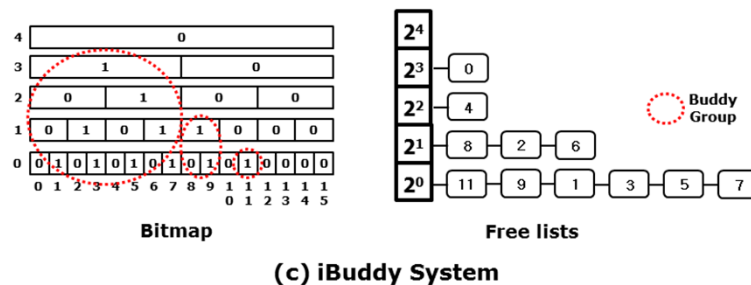 4 0
3 1 0
2 0 1 0 0
1 0 1 0 1 1 0 0 0
0 0 1 0 1 0 1 0 1 0 1 0 1 0 0 0 0
0 1 2 3 4 5 6 7 8 9 10 11 12 13 14 15
Bitmap
2⁴
2³ 0
2² 4
2¹ 8 2 6
2⁰ 11 9 1 3 5 7
Free lists
Buddy
Group
(c) iBuddy System